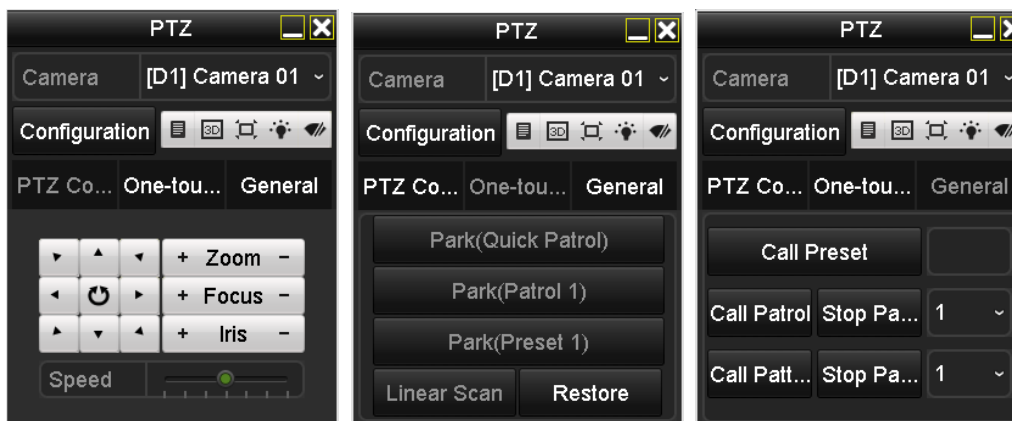 PTZ
Camera [D1] Camera 01
Configuration 3D
PTZ Co... One-tou... General
+ Zoom -
+ Focus -
+ Iris -
Speed
PTZ
Camera [D1] Camera 01
Configuration 3D
PTZ Co... One-tou... General
Park(Quick Patrol)
Park(Patrol 1)
Park(Preset 1)
Linear Scan Restore
PTZ
Camera [D1] Camera 01
Configuration 3D
PTZ Co... One-tou... General
Call Preset
Call Patrol Stop Pa... 1
Call Patt... Stop Pa... 1